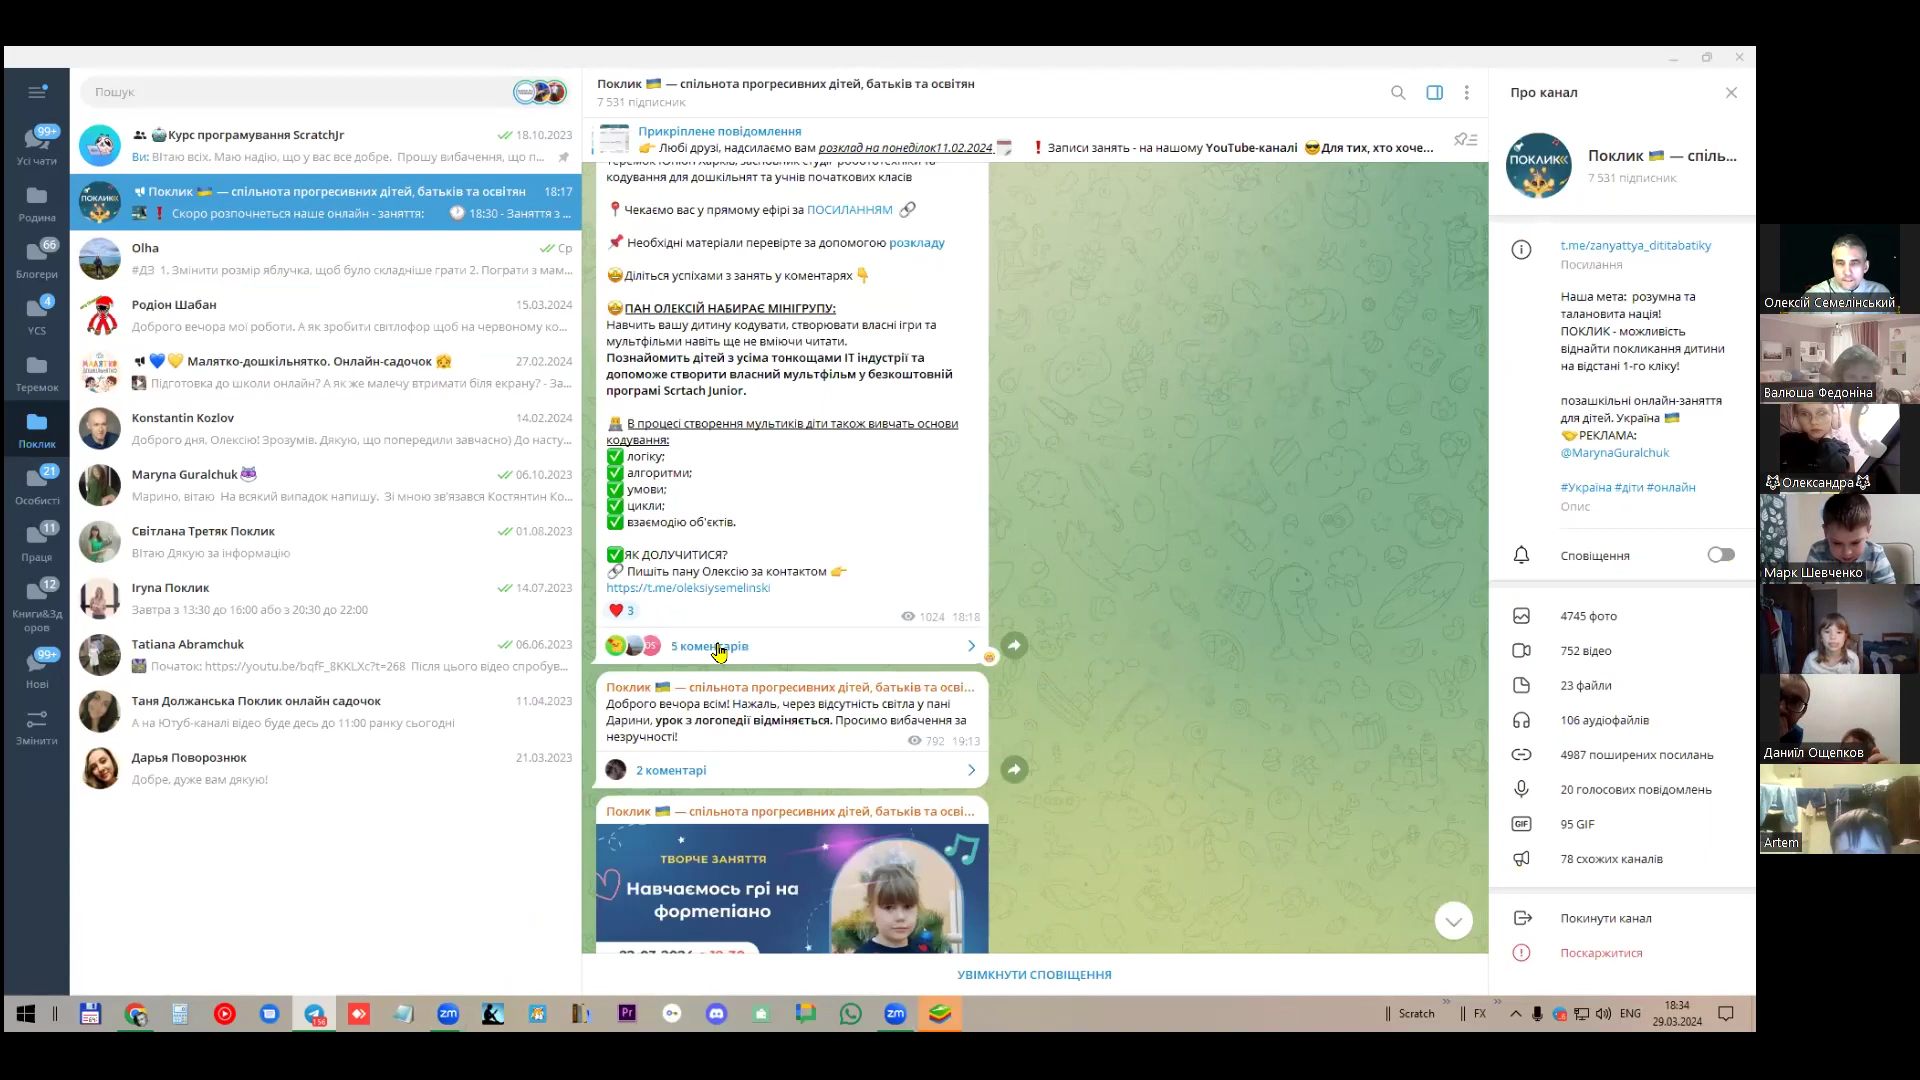 Пошук
99+
Усі чати
Родина
66
Блогери
4
YCS
Теремок
Поклик
21
Особисті
11
Праця
12
Книги&Зд
оров
99+
Нові
Змінити
Курс програмування ScratchJr
18.10.2023
Ви: Вітаю всіх. Маю надію, що у вас все добре. Прошу вибачення, що п...
Поклик — спільнота прогресивних дітей, батьків та освітян
18:17
Скоро розпочнеться наше онлайн - заняття: 18:30 - Заняття з ...
Olha
Ср
#ДЗ 1. Змінити розмір яблучка, щоб було складніше грати 2. Пограти з мам...
Родіон Шабан
15.03.2024
Доброго вечора мої роботи. А як зробити світлофор щоб на червоному ко...
Малятко-дошкільнятко. Онлайн-садочок
27.02.2024
Підготовка до школи онлайн? А як же малечу втримати біля екрану? - За...
Konstantin Kozlov
14.02.2024
Доброго дня, Олексію! Зрозумів. Дякую, що попередили завчасно) До насту...
Maryna Guralchuk
06.10.2023
Марино, вітаю На всякий випадок напишу. Зі мною зв'язався Костянтин Ко...
Світлана Третяк Поклик
01.08.2023
Вітаю Дякую за інформацію
Iryna Поклик
14.07.2023
Завтра з 13:30 до 16:00 або з 20:30 до 22:00
Tatiana Abramchuk
06.06.2023
Початок: https://youtu.be/bqfF_8KKLXc?t=268 Після цього відео спробув...
Таня Должанська Поклик онлайн садочок
11.04.2023
А на Ютуб-каналі відео буде десь до 11:00 ранку сьогодні
Дарья Поворознюк
21.03.2023
Добре, дуже вам дякую!
Поклик — спільнота прогресивних дітей, батьків та освітян
7 531 підписник
Прикріплене повідомлення
Любі друзі, надсилаємо вам розклад на понеділок11.02.2024 Записи занять - на нашому YouTube-каналі Для тих, хто хоче...
кодування для дошкільнят та учнів початкових класів
Чекаємо вас у прямому ефірі за ПОСИЛАННЯМ
Необхідні матеріали перевірте за допомогою розкладу
Діліться успіхами з занять у коментарях
ПАН ОЛЕКСІЙ НАБИРАЄ МІНІГРУПУ:
Навчить вашу дитину кодувати, створювати власні ігри та
мультфільми навіть ще не вміючи читати.
Познайомить дітей з усіма тонкощами ІТ індустрії та
допоможе створити власний мультфільм у безкоштовній
програмі Scrtach Junior.
В процесі створення мультиків діти також вивчать основи
кодування:
логіку;
алгоритми;
умови;
цикли;
взаємодію об'єктів.
ЯК ДОЛУЧИТИСЯ?
Пишіть пану Олексію за контактом
https://t.me/oleksiysemelinski
3
1024 18:18
5 коментарів
Поклик — спільнота прогресивних дітей, батьків та осві...
Доброго вечора всім! Нажаль, через відсутність світла у пані
Дарини, урок з логопедії відміняється. Просимо вибачення за
незручності!
792 19:13
2 коментарі
Поклик — спільнота прогресивних дітей, батьків та осві...
ТВОРЧЕ ЗАНЯТТЯ
Навчаємось грі на
фортепіано
УВІМКНУТИ СПОВІЩЕННЯ
Про канал
ПОКЛИК
Поклик — спіль...
7 531 підписник
t.me/zanyattya_dititabatiky
Посилання
Наша мета: розумна та
талановита нація!
ПОКЛИК - можливість
віднайти покликання дитини
на відстані 1-го кліку!
позашкільні онлайн-заняття
для дітей. Україна
РЕКЛАМА:
@MarynaGuralchuk
#Україна #діти #онлайн
Опис
Сповіщення
4745 фото
752 відео
23 файли
106 аудіофайлів
4987 поширених посилань
20 голосових повідомлень
GIF
95 GIF
78 схожих каналів
Покинути канал
Поскаржитися
Олексій Семелінський
Валюша Федоніна
Олександра
Марк Шевченко
Даниїл Ощепков
Artem
zm
Pr
zm
Scratch
FX
ENG
18:34
29.03.2024